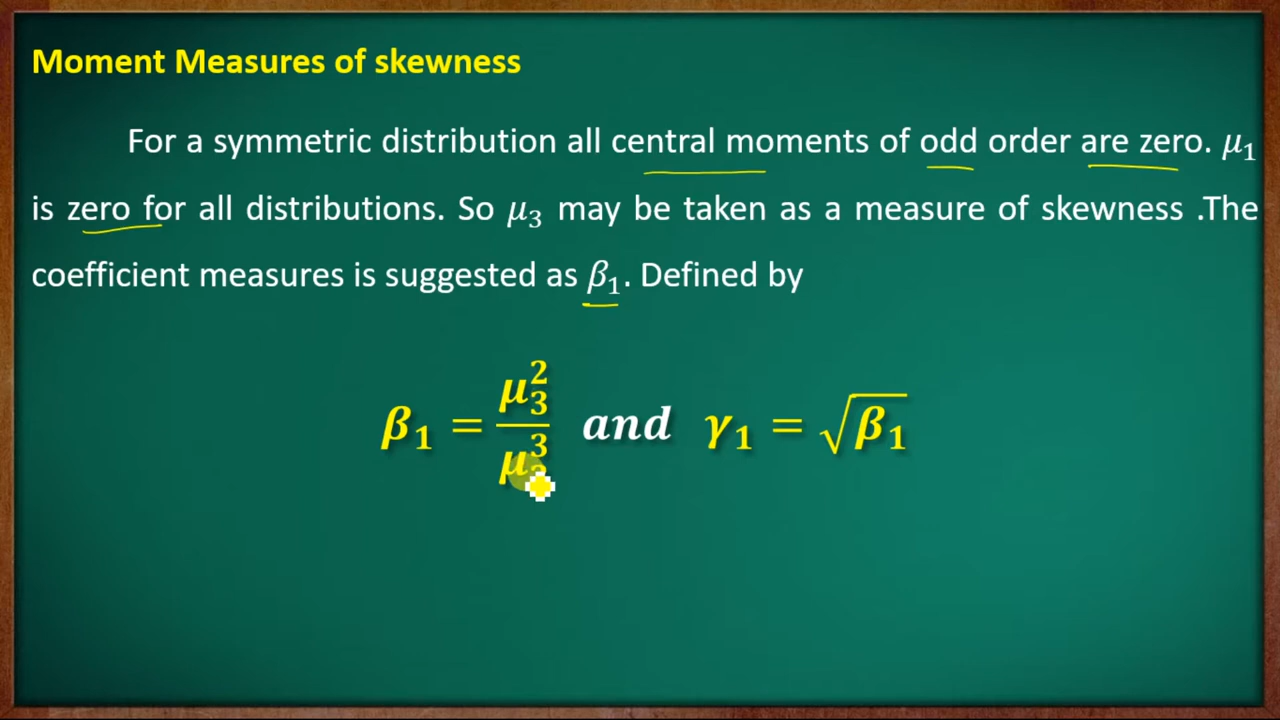 Moment Measures of skewness
For a symmetric distribution all central moments of odd order are zero. μ₁
is zero for all distributions. So μ₃ may be taken as a measure of skewness .The
coefficient measures is suggested as β₁. Defined by
β₁ = μ₃² / μ³ and γ₁ = √β₁